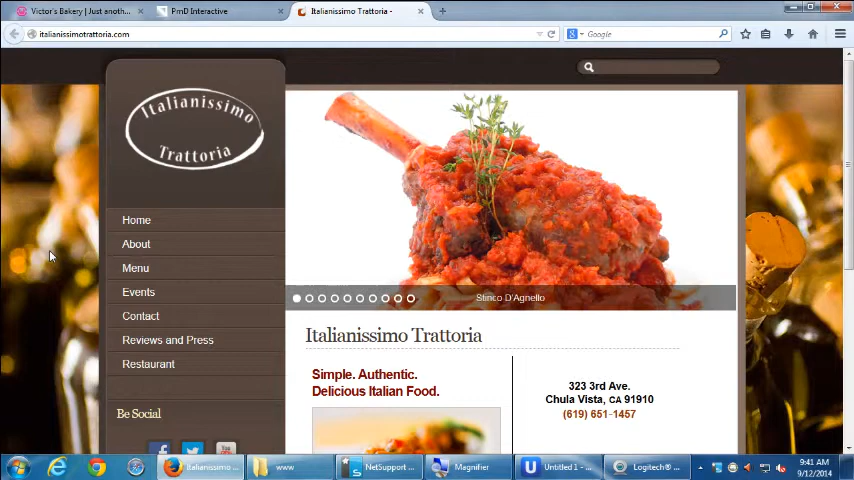 Victor's Bakery | Just anoth...
PmD Interactive
Italianissimo Trattoria -
italianissimotrattoria.com
Google
Italianissimo
Trattoria
Home
About
Menu
Events
Contact
Reviews and Press
Restaurant
Be Social
Stinco D'Agnello
Italianissimo Trattoria
Simple. Authentic.
Delicious Italian Food.
323 3rd Ave.
Chula Vista, CA 91910
(619) 651-1457
Italianissimo ...
www
NetSupport ...
Magnifier
Untitled 1 - ...
Logitech® ...
9:41 AM
9/12/2014